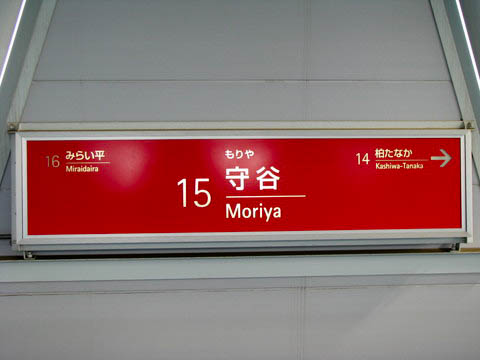 16 みらい平
Miraidaira
もりや
15 守谷
Moriya
14 柏たなか →
Kashiwa-Tanaka